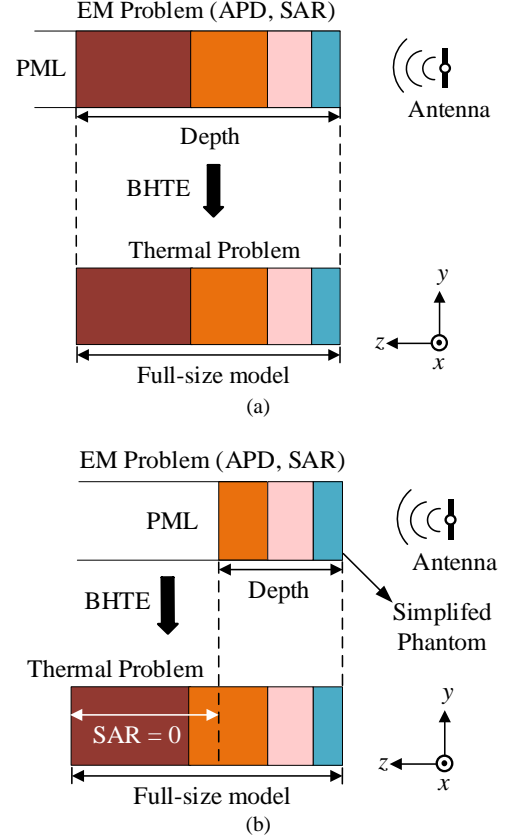 EM Problem (APD, SAR)
PML
Antenna
Depth
BHTE
Thermal Problem
y
z
x
Full-size model
(a)
EM Problem (APD, SAR)
PML
Antenna
Depth
BHTE
Simplifed
Phantom
Thermal Problem
SAR = 0
y
z
x
Full-size model
(b)